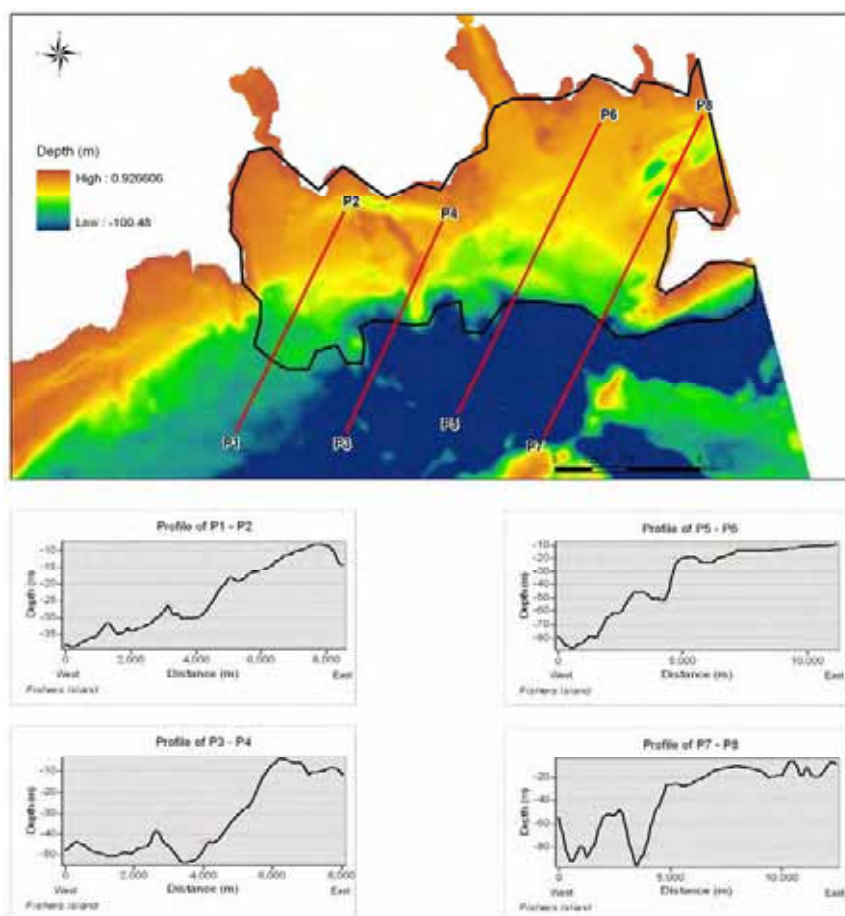 Depth (m)
High : 0.926606
Low : -100.48
P1
P2
P3
P4
P5
P6
P7
P8
Profile of P1 - P2
Depth (m)
-10
-15
-20
-25
-30
-35
0
2,000
4,000
6,000
8,000
West
Distance (m)
East
Fishers Island
Profile of P5 - P6
Depth (m)
-10
-20
-30
-40
-50
-60
-70
-80
0
5,000
10,000
West
Distance (m)
East
Fishers Island
Profile of P3 - P4
Depth (m)
-10
-20
-30
-40
-50
0
2,000
4,000
6,000
8,000
West
Distance (m)
East
Fishers Island
Profile of P7 - P8
Depth (m)
-20
-40
-60
-80
0
5,000
10,000
West
Distance (m)
East
Fishers Island